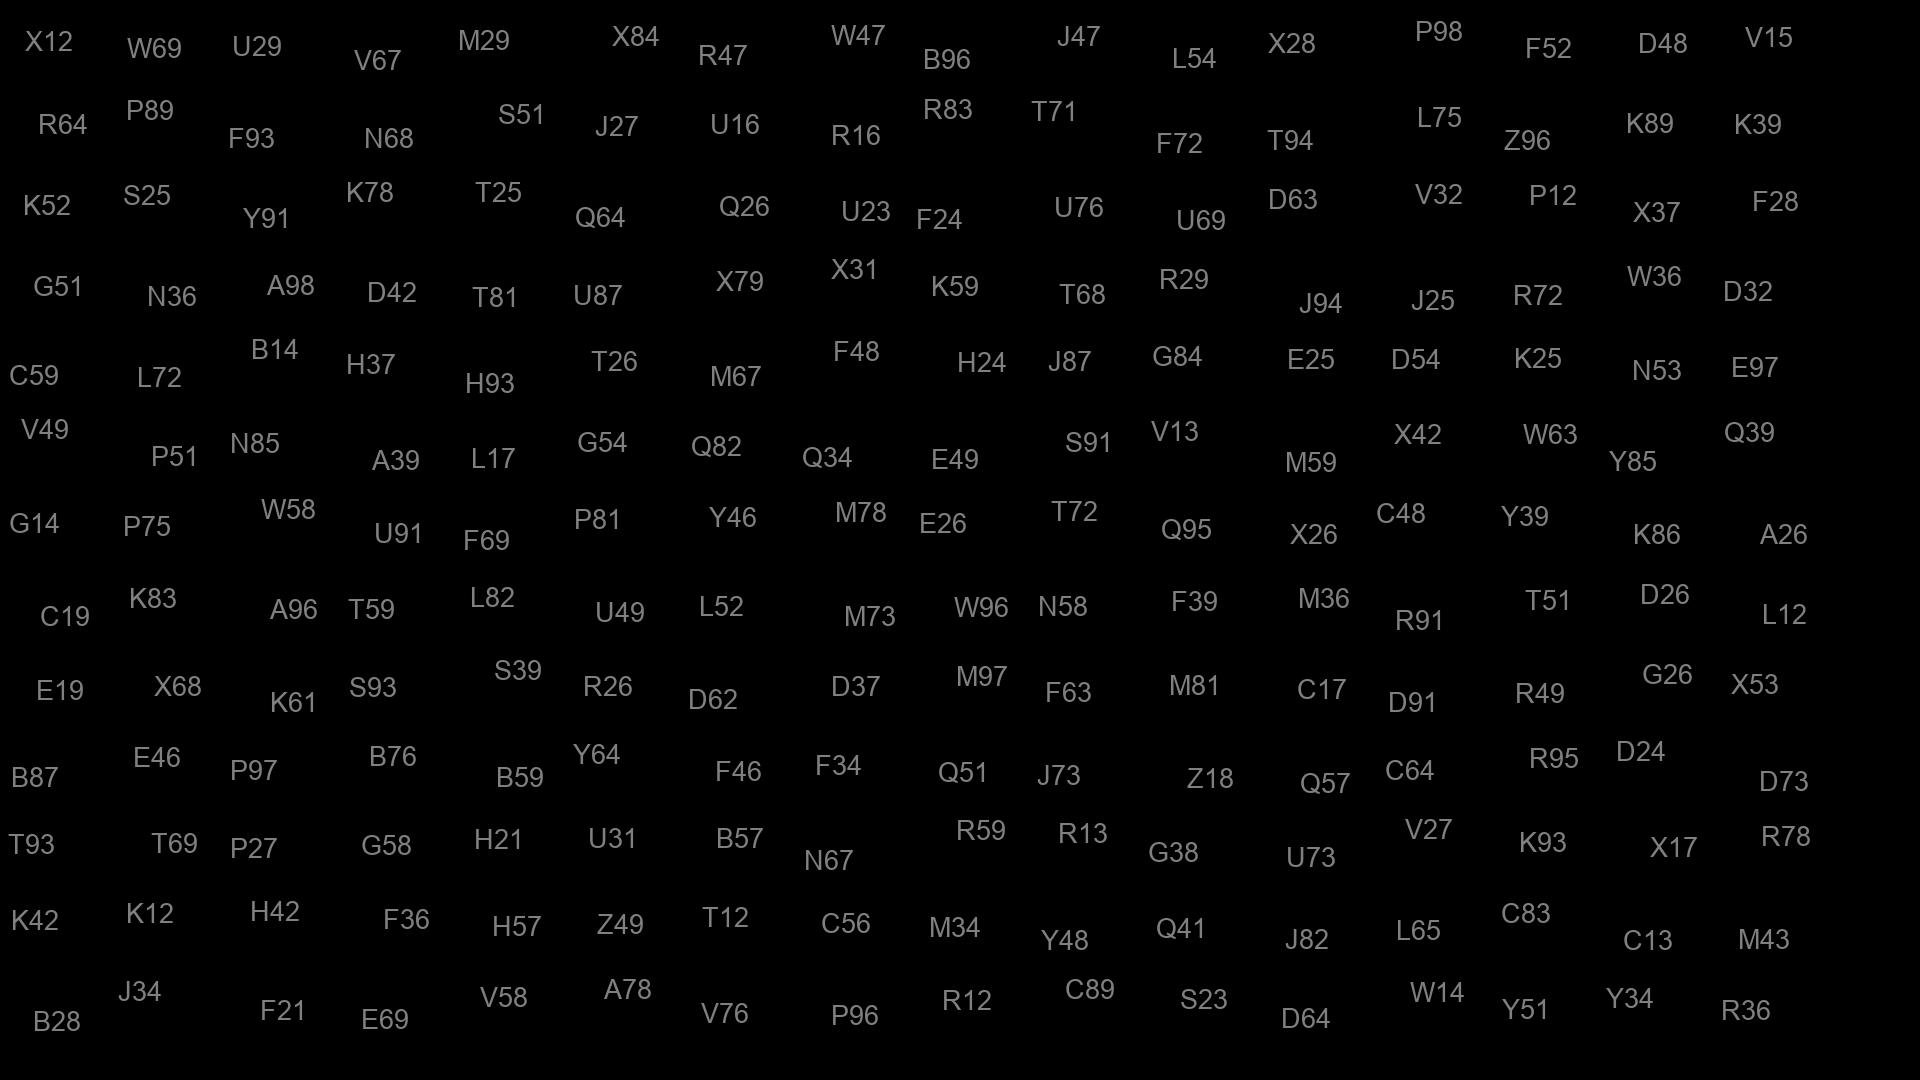 X12 W69 U29 V67 M29 X84 R47 W47 B96 J47 L54 X28 P98 F52 D48 V15
R64 P89 F93 N68 S51 J27 U16 R16 R83 T71 F72 T94 L75 Z96 K89 K39
K52 S25 Y91 K78 T25 Q64 Q26 U23 F24 U76 U69 D63 V32 P12 X37 F28
G51 N36 A98 D42 T81 U87 X79 X31 K59 T68 R29 J94 J25 R72 W36 D32
C59 L72 B14 H37 H93 T26 M67 F48 H24 J87 G84 E25 D54 K25 N53 E97
V49 P51 N85 A39 L17 G54 Q82 Q34 E49 S91 V13 M59 X42 W63 Y85 Q39
G14 P75 W58 U91 F69 P81 Y46 M78 E26 T72 Q95 X26 C48 Y39 K86 A26
C19 K83 A96 T59 L82 U49 L52 M73 W96 N58 F39 M36 R91 T51 D26 L12
E19 X68 K61 S93 S39 R26 D62 D37 M97 F63 M81 C17 D91 R49 G26 X53
B87 E46 P97 B76 B59 Y64 F46 F34 Q51 J73 Z18 Q57 C64 R95 D24 D73
T93 T69 P27 G58 H21 U31 B57 N67 R59 R13 G38 U73 V27 K93 X17 R78
K42 K12 H42 F36 H57 Z49 T12 C56 M34 Y48 Q41 J82 L65 C83 C13 M43
B28 J34 F21 E69 V58 A78 V76 P96 R12 C89 S23 D64 W14 Y51 Y34 R36